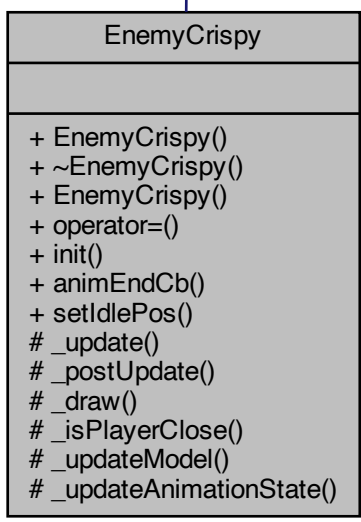 EnemyCrispy
+ EnemyCrispy()
+ ~EnemyCrispy()
+ EnemyCrispy()
+ operator=()
+ init()
+ animEndCb()
+ setIdlePos()
# _update()
# _postUpdate()
# _draw()
# _isPlayerClose()
# _updateModel()
# _updateAnimationState()